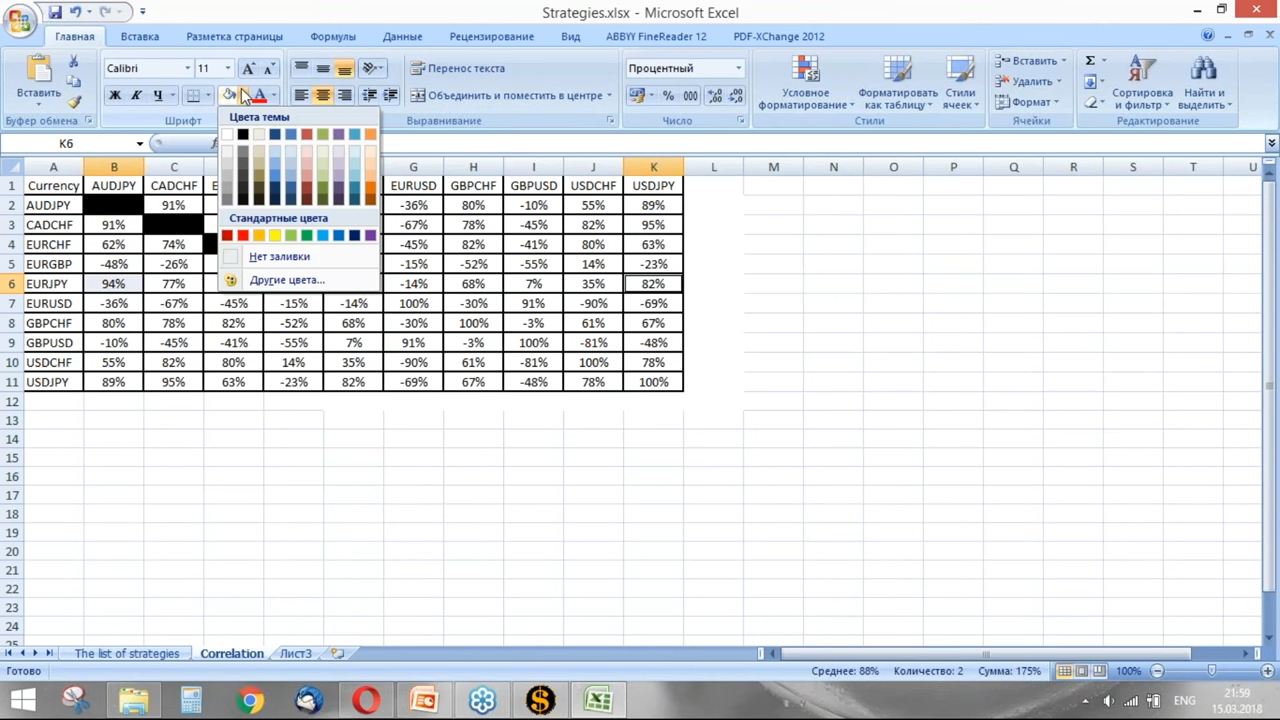 Strategies.xlsx - Microsoft Excel
Главная Вставка Разметка страницы Формулы Данные Рецензирование Вид ABBYY FineReader 12 PDF-XChange 2012
Вставить
Calibri 11
Ж К Ч
Перенос текста
Объединить и поместить в центре
Процентный
% 000
Условное форматирование
Форматировать как таблицу
Стили ячеек
Вставить
Удалить
Формат
Сортировка и фильтр
Найти и выделить
Буфер обмена Шрифт Выравнивание Число Стили Ячейки Редактирование
K6
Цвета темы
Стандартные цвета
Нет заливки
Другие цвета...
A B C G H I J K L M N O P Q R S T U
1 Currency AUDJPY CADCHF E EURUSD GBPCHF GBPUSD USDCHF USDJPY
2 AUDJPY 91% -36% 80% -10% 55% 89%
3 CADCHF 91% -67% 78% -45% 82% 95%
4 EURCHF 62% 74% -45% 82% -41% 80% 63%
5 EURGBP -48% -26% -15% -52% -55% 14% -23%
6 EURJPY 94% 77% -14% 68% 7% 35% 82%
7 EURUSD -36% -67% -45% -15% -14% 100% -30% 91% -90% -69%
8 GBPCHF 80% 78% 82% -52% 68% -30% 100% -3% 61% 67%
9 GBPUSD -10% -45% -41% -55% 7% 91% -3% 100% -81% -48%
10 USDCHF 55% 82% 80% 14% 35% -90% 61% -81% 100% 78%
11 USDJPY 89% 95% 63% -23% 82% -69% 67% -48% 78% 100%
12
13
14
15
16
17
18
19
20
21
22
23
24
25
The list of strategies Correlation Лист3
Готово Среднее: 88% Количество: 2 Сумма: 175% 100%
ENG
21:59
15.03.2018